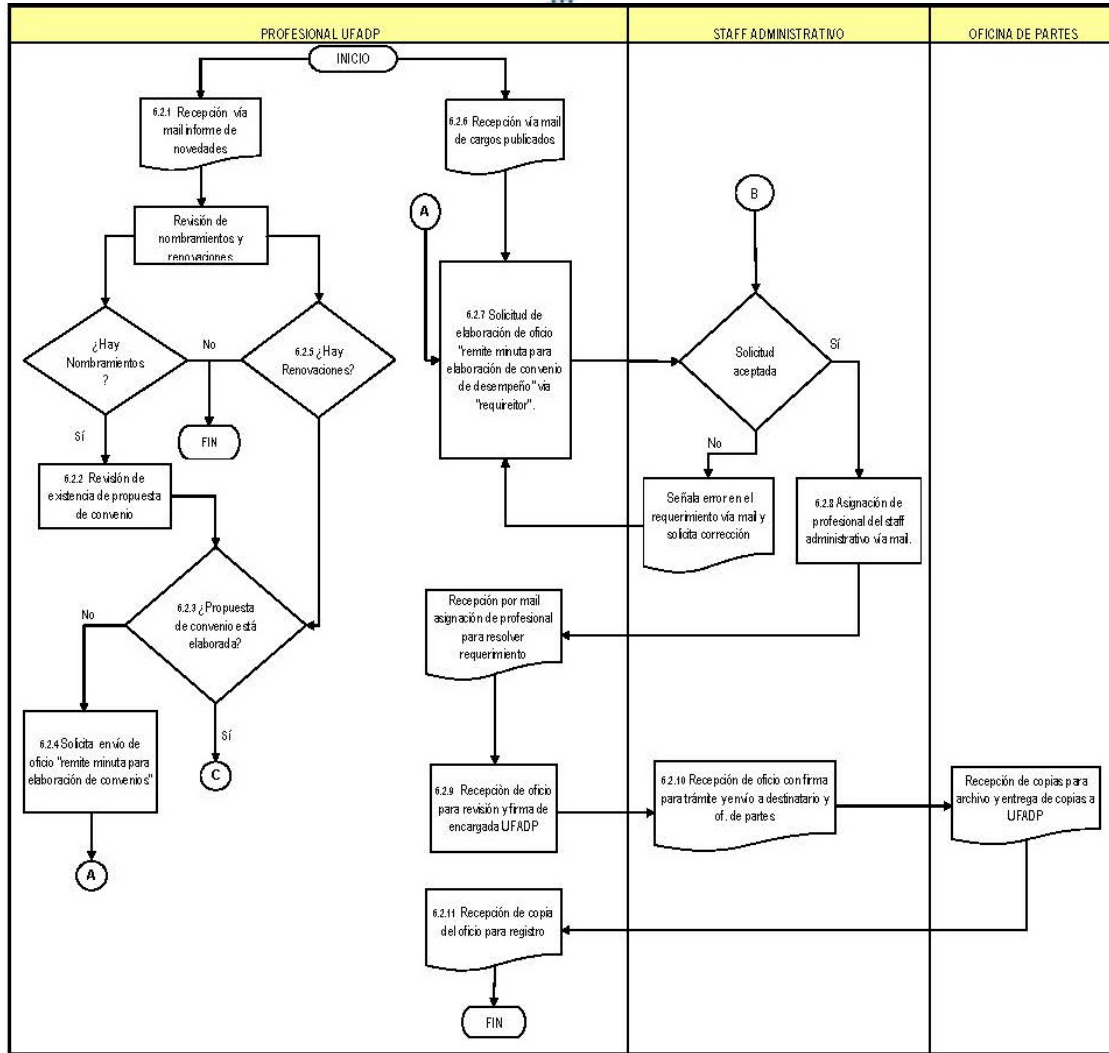 PROFESIONAL UFADP
STAFF ADMINISTRATIVO
OFICINA DE PARTES
INICIO
6.2.1 Recepción vía
mail informe de
novedades
6.2.6 Recepción vía mail
de cargos publicados
Revisión de
nombramientos y
renovaciones
A
B
¿Hay
Nombramientos
?
No
6.2.5 ¿Hay
Renovaciones?
FIN
Sí
6.2.7 Solicitud de
elaboración de oficio
"remite minuta para
elaboración de convenio
de desempeño" vía
"requireitor".
Solicitud
aceptada
Sí
No
6.2.2 Revisión de
existencia de propuesta
de convenio
Señala error en el
requerimiento vía mail y
solicita corrección
6.2.8 Asignación de
profesional del staff
administrativo vía mail.
6.2.3 ¿Propuesta
de convenio está
elaborada?
No
Sí
Recepción por mail
asignación de profesional
para resolver
requerimiento
6.2.4 Solicita envío de
oficio "remite minuta para
elaboración de convenios"
C
A
6.2.9 Recepción de oficio
para revisión y firma de
encargada UFADP
6.2.10 Recepción de oficio con firma
para trámite y envío a destinatario y
of. de partes
Recepción de copias para
archivo y entrega de copias a
UFADP
6.2.11 Recepción de copia
del oficio para registro
FIN